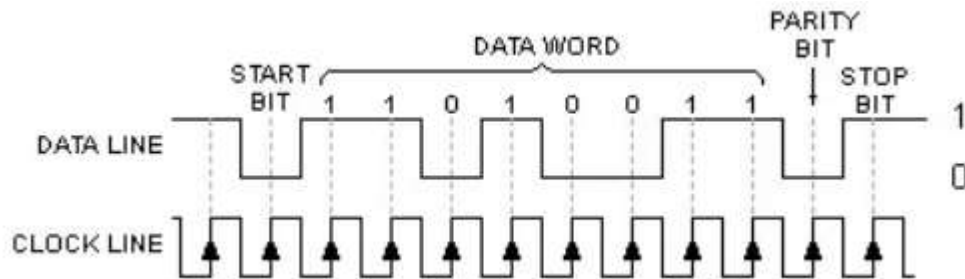 DATA WORD
PARITY
BIT
START
BIT
STOP
BIT
1 1 0 1 0 0 1 1
DATA LINE
1
0
CLOCK LINE